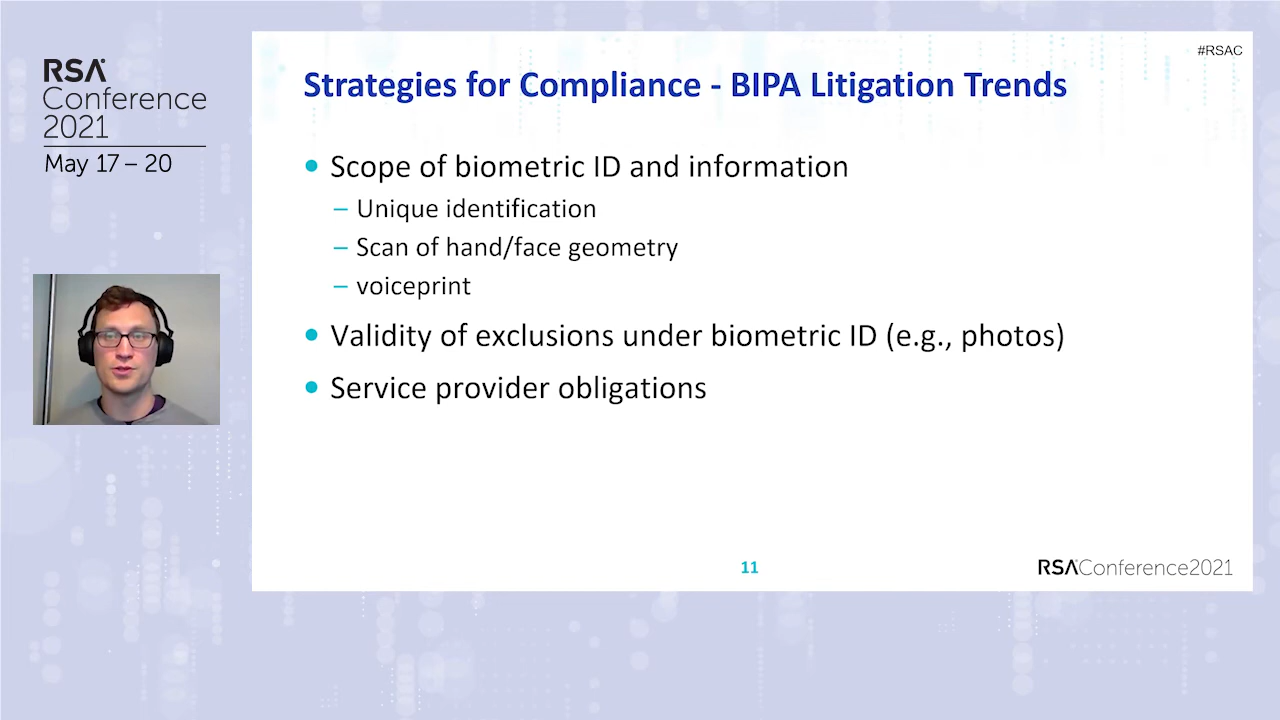 RSA
Conference
2021
May 17 – 20
#RSAC
Strategies for Compliance - BIPA Litigation Trends
• Scope of biometric ID and information
– Unique identification
– Scan of hand/face geometry
– voiceprint
• Validity of exclusions under biometric ID (e.g., photos)
• Service provider obligations
11
RSAConference2021